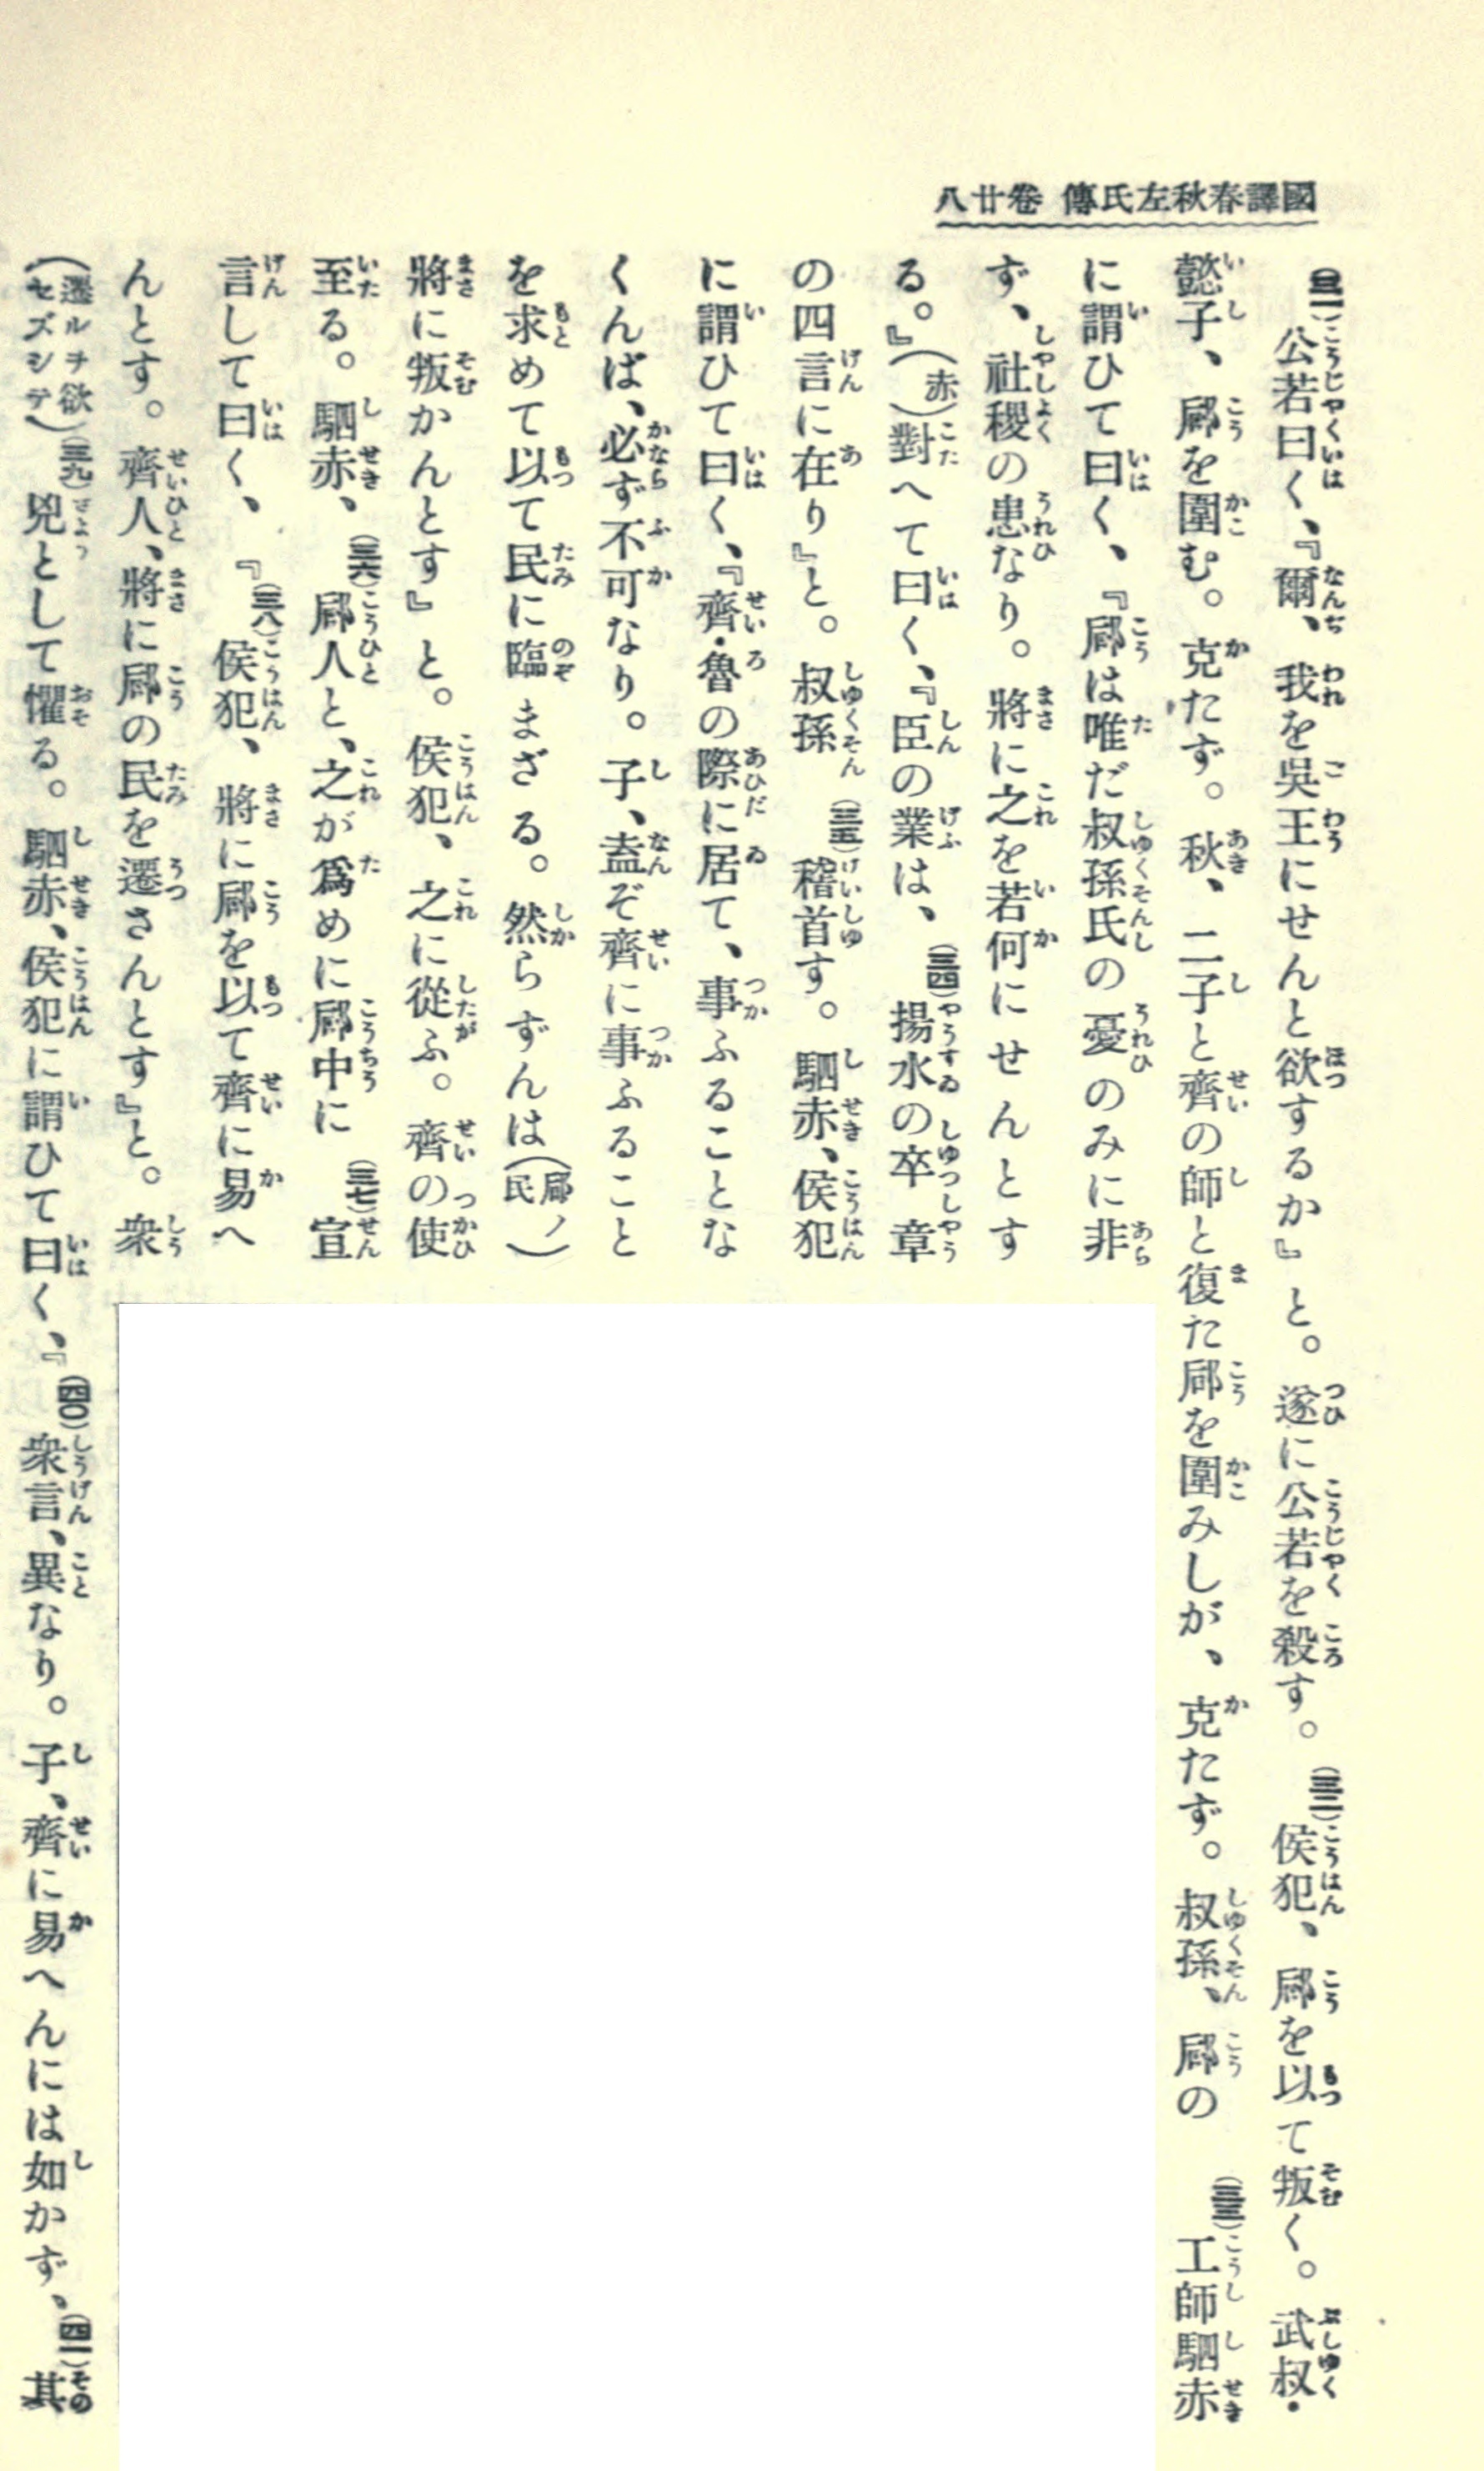 國譯春秋左氏傳 卷廿八
(三一)公若曰く、『爾、我を吳王にせんと欲するか』と。遂に公若を殺す。(三二)侯犯、郈を以て叛く。武叔・
懿子、郈を圍む。克たず。秋、二子と齊の師と復た郈を圍みしが、克たず。叔孫、郈の(三三)工師駟赤
に謂ひて曰く、『郈は唯だ叔孫氏の憂のみに非
ず、社稷の患なり。將に之を若何にせんとす
る。』(赤)對へて曰く、『臣の業は、(三四)揚水の卒章
の四言に在り』と。叔孫(三五)稽首す。駟赤、侯犯
に謂ひて曰く、『齊・魯の際に居て、事ふることな
くんば、必ず不可なり。子、盍ぞ齊に事ふること
を求めて以て民に臨まざる。然らずんは(郈ノ民)
將に叛かんとす』と。侯犯、之に從ふ。齊の使
至る。駟赤、(三六)郈人と、之が爲めに郈中に(三七)宣
言して曰く、『(三八)侯犯、將に郈を以て齊に易へ
んとす。齊人、將に郈の民を遷さんとす』と。衆
(遷ルヲ欲セズシテ)(三九)兇として懼る。駟赤、侯犯に謂ひて曰く、『(四〇)衆言、異なり。子、齊に易へんには如かず、(四一)其